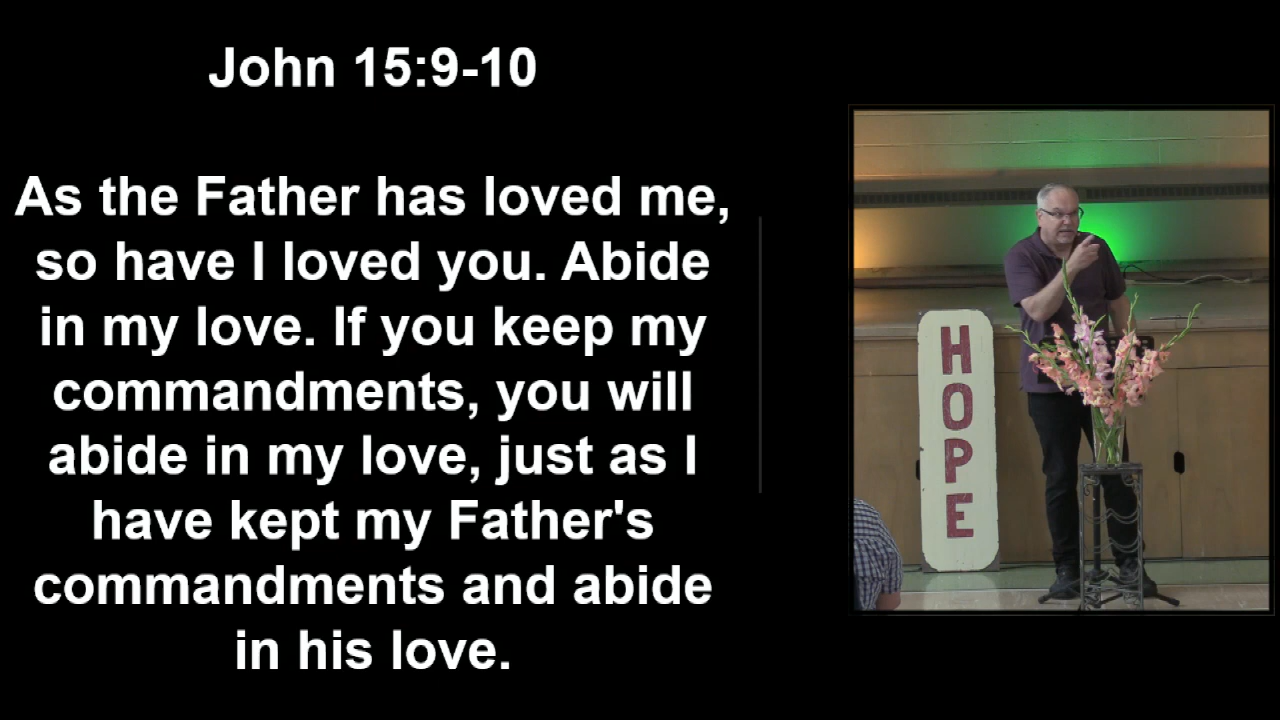 John 15:9-10
As the Father has loved me,
so have I loved you. Abide
in my love. If you keep my
commandments, you will
abide in my love, just as I
have kept my Father's
commandments and abide
in his love.
HOPE